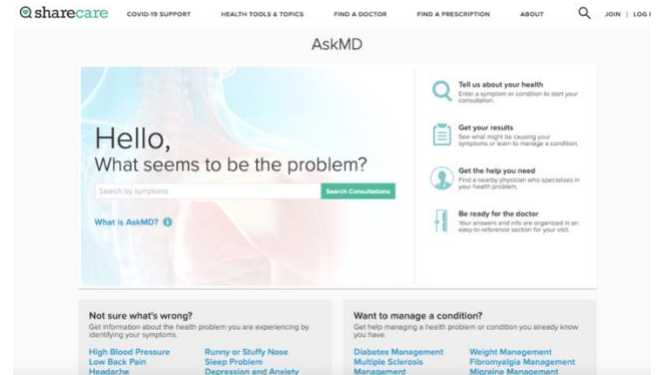 sharecare
COVID-19 SUPPORT
HEALTH TOOLS & TOPICS
FIND A DOCTOR
FIND A PRESCRIPTION
ABOUT
JOIN | LOG I
AskMD
Hello,
What seems to be the problem?
Search by symptoms
Search Consultations
What is AskMD?
Tell us about your health
Enter a symptom or condition to start your
consultation.
Get your results
See what might be causing your
symptoms or learn to manage a condition.
Get the help you need
Find a nearby physician who specializes in
your health problem.
Be ready for the doctor
Your answers and info are organized in an
easy-to-reference section for your visit.
Not sure what's wrong?
Get information about the health problem you are experiencing by
identifying your symptoms.
High Blood Pressure
Low Back Pain
Headache
Runny or Stuffy Nose
Sleep Problem
Depression and Anxiety
Want to manage a condition?
Get help managing a health problem or condition you already know
you have.
Diabetes Management
Multiple Sclerosis
Management
Weight Management
Fibromyalgia Management
Migraine Management